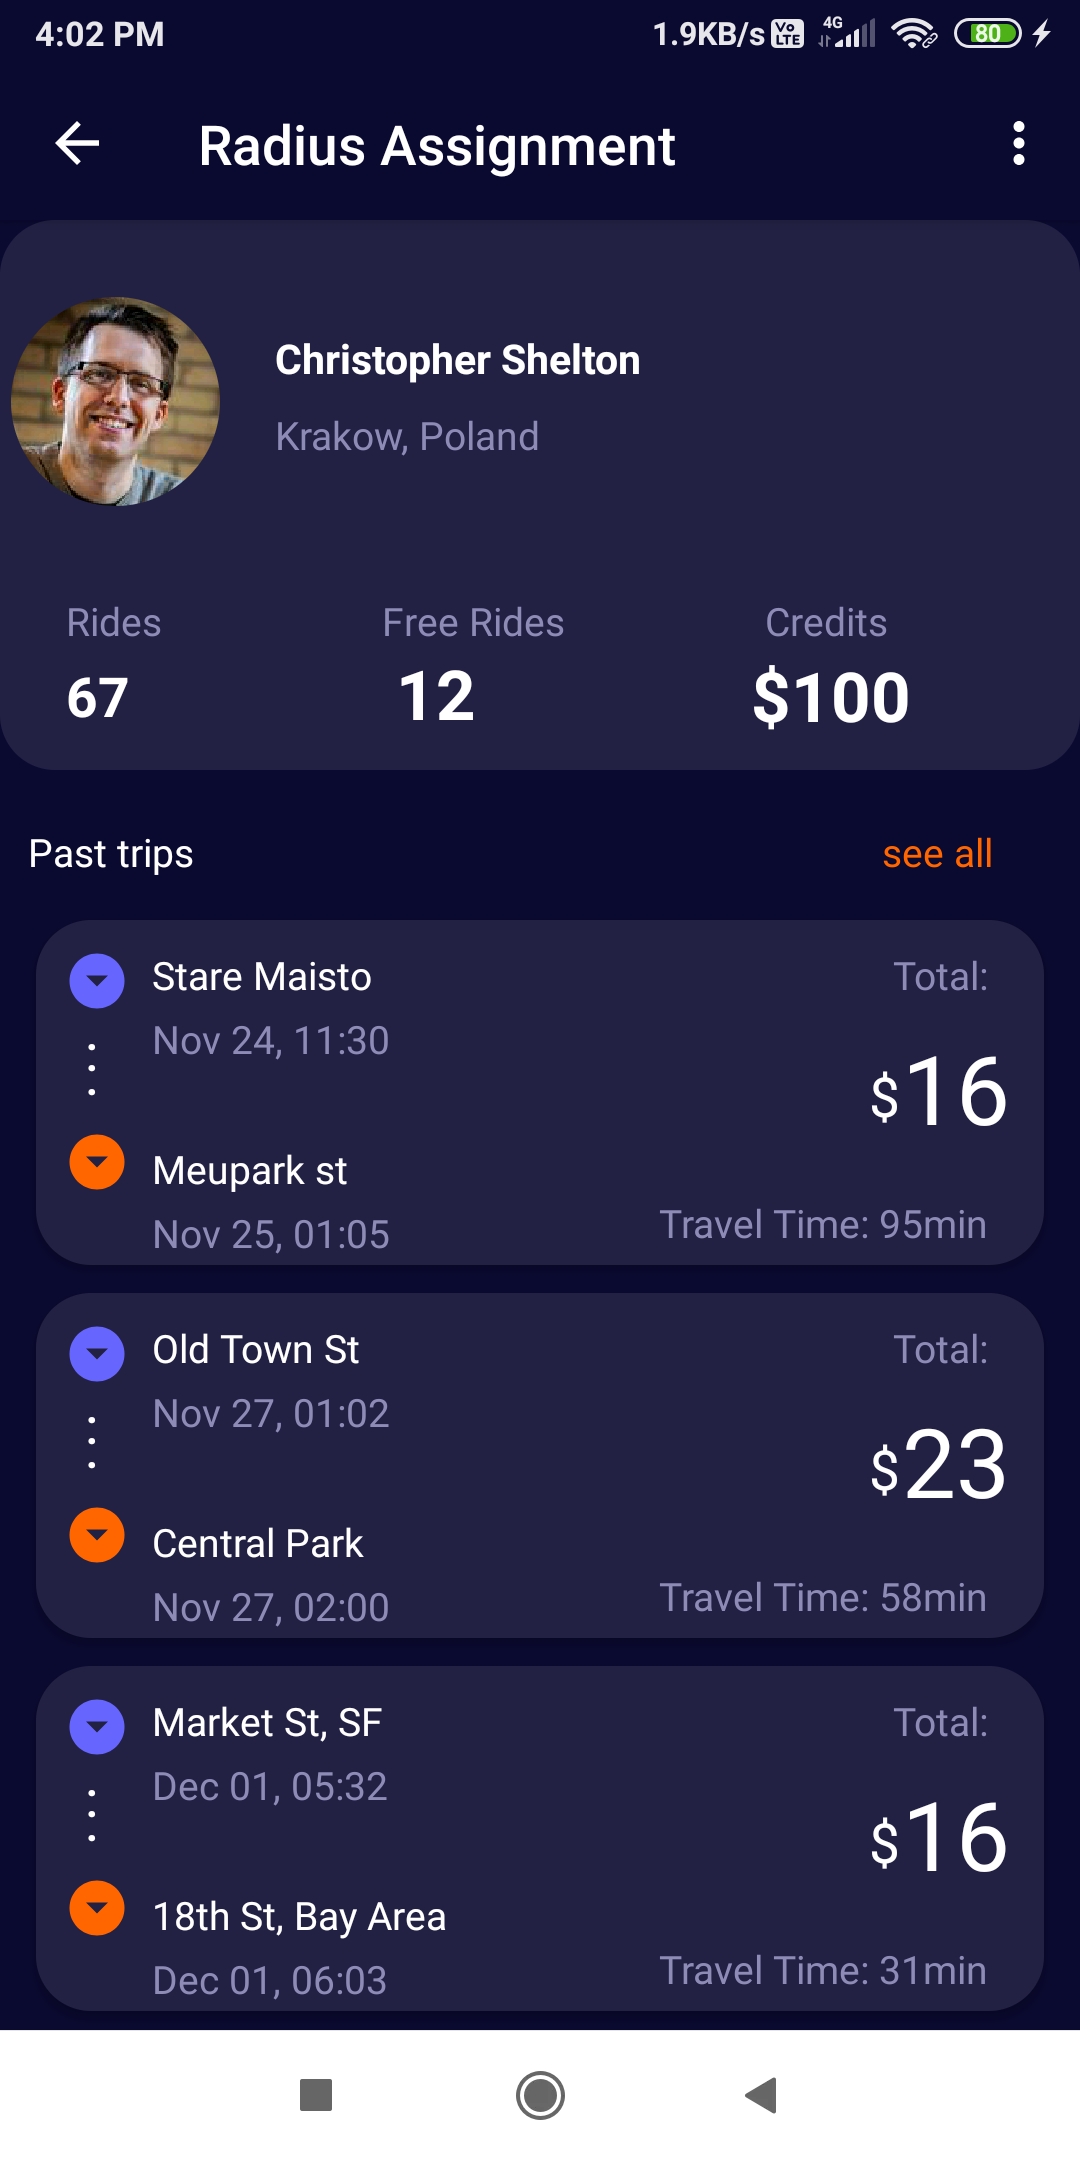 4:02 PM 1.9KB/s Vo LTE 4G 80
Radius Assignment
Christopher Shelton
Krakow, Poland
Rides Free Rides Credits
67 12 $100
Past trips see all
Stare Maisto Total:
Nov 24, 11:30
$16
Meupark st
Nov 25, 01:05 Travel Time: 95min
Old Town St Total:
Nov 27, 01:02
$23
Central Park
Nov 27, 02:00 Travel Time: 58min
Market St, SF Total:
Dec 01, 05:32
$16
18th St, Bay Area
Dec 01, 06:03 Travel Time: 31min